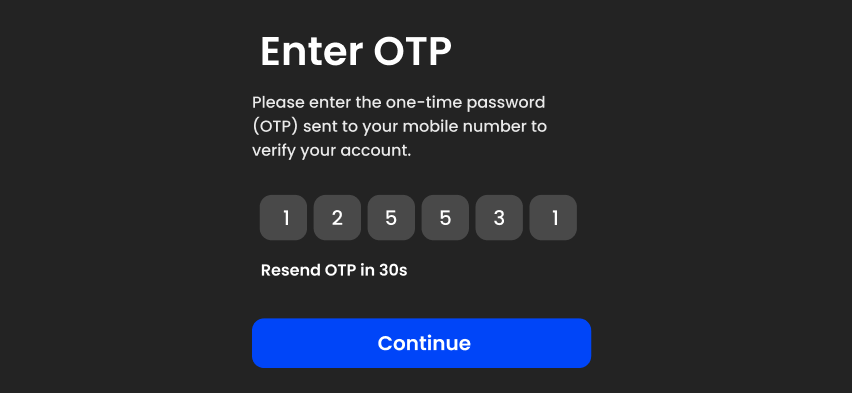 Enter OTP
Please enter the one-time password
(OTP) sent to your mobile number to
verify your account.
1 2 5 5 3 1
Resend OTP in 30s
Continue